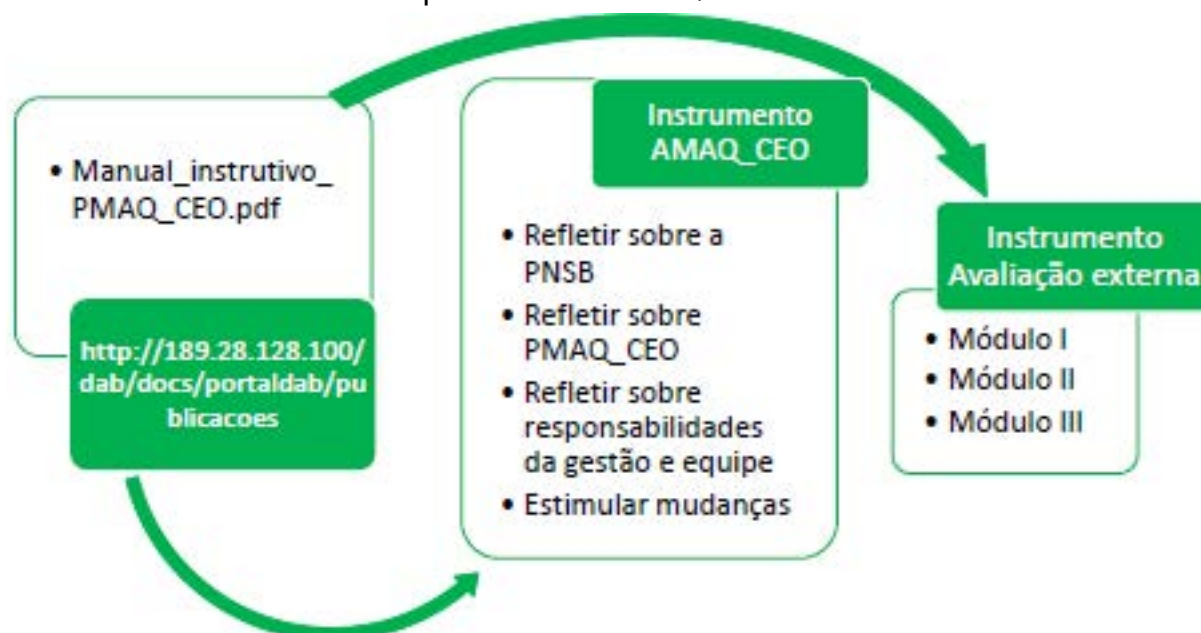 • Manual_instrutivo_
PMAQ_CEO.pdf
http://189.28.128.100/
dab/docs/portaldab/pu
blicacoes
Instrumento
AMAQ_CEO
• Refletir sobre a
PNSB
• Refletir sobre
PMAQ_CEO
• Refletir sobre
responsabilidades
da gestão e equipe
• Estimular mudanças
Instrumento
Avaliação externa
• Módulo I
• Módulo II
• Módulo III